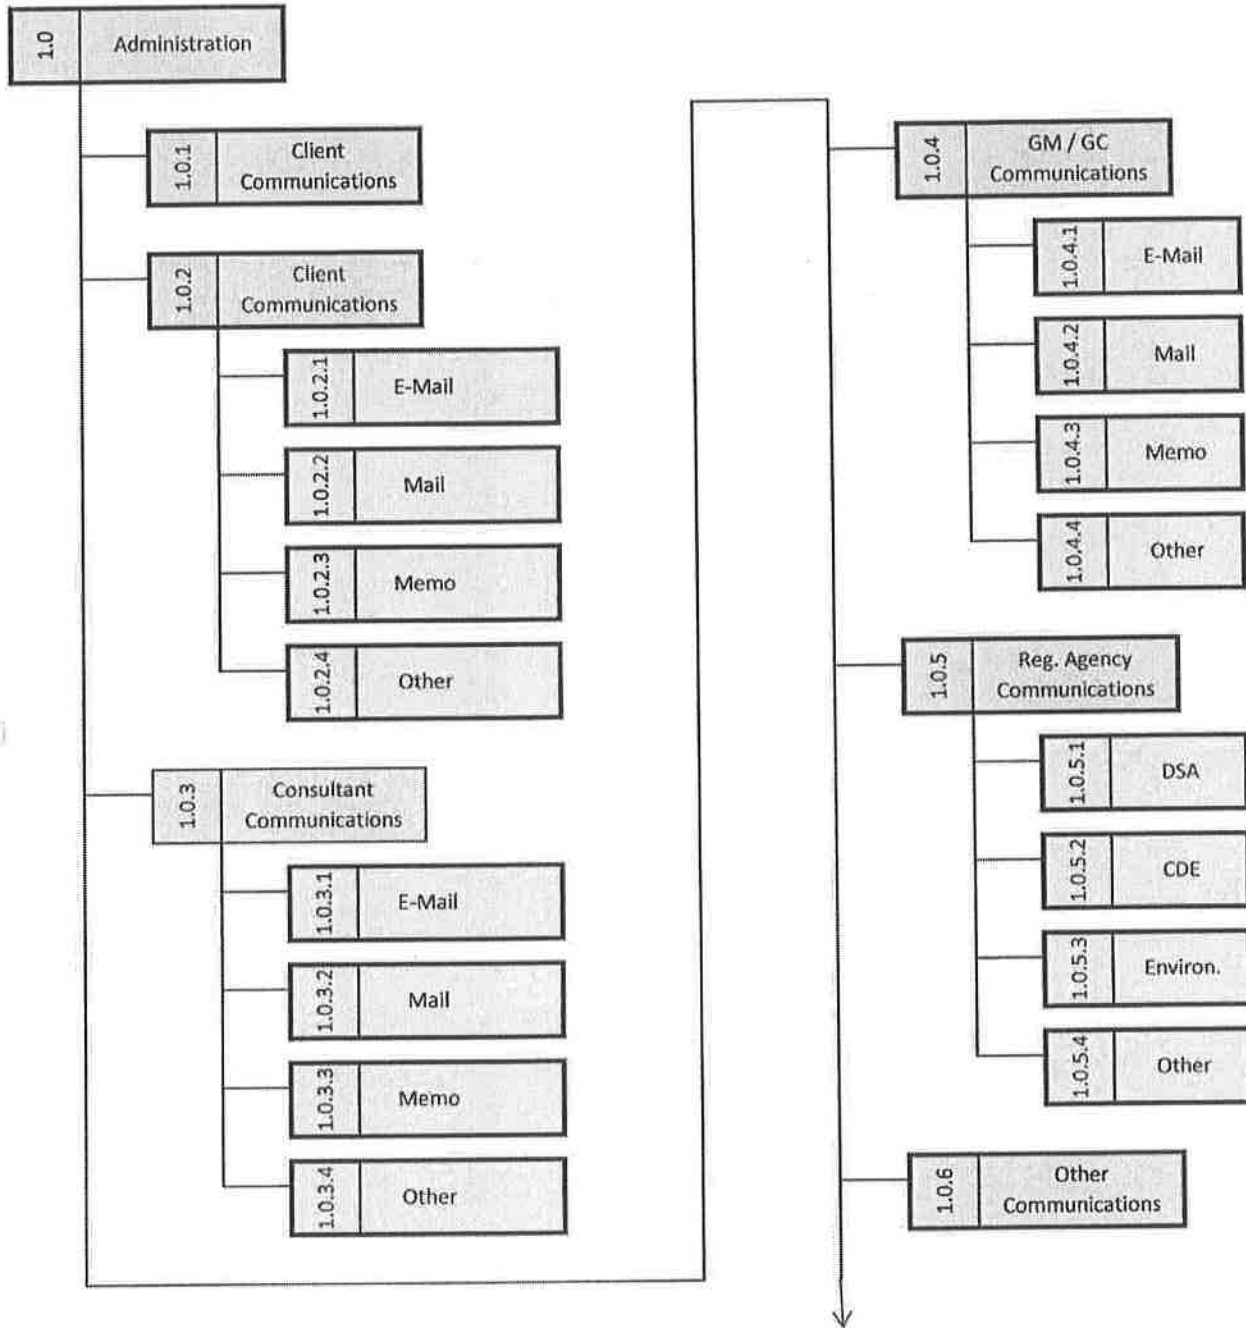 1.0
Administration
1.0.1
Client
Communications
1.0.2
Client
Communications
1.0.2.1
E-Mail
1.0.2.2
Mail
1.0.2.3
Memo
1.0.2.4
Other
1.0.3
Consultant
Communications
1.0.3.1
E-Mail
1.0.3.2
Mail
1.0.3.3
Memo
1.0.3.4
Other
1.0.4
GM / GC
Communications
1.0.4.1
E-Mail
1.0.4.2
Mail
1.0.4.3
Memo
1.0.4.4
Other
1.0.5
Reg. Agency
Communications
1.0.5.1
DSA
1.0.5.2
CDE
1.0.5.3
Environ.
1.0.5.4
Other
1.0.6
Other
Communications